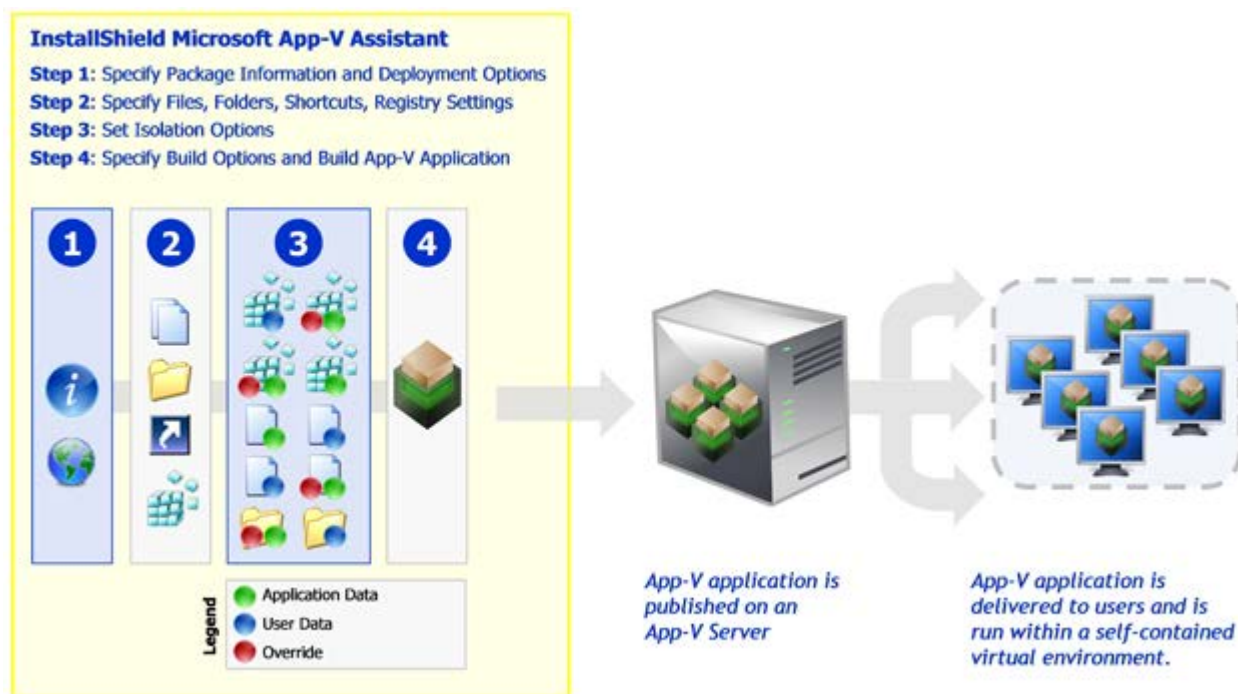 InstallShield Microsoft App-V Assistant
Step 1: Specify Package Information and Deployment Options
Step 2: Specify Files, Folders, Shortcuts, Registry Settings
Step 3: Set Isolation Options
Step 4: Specify Build Options and Build App-V Application
1
2
3
4
i
Legend
Application Data
User Data
Override
App-V application is
published on an
App-V Server
App-V application is
delivered to users and is
run within a self-contained
virtual environment.